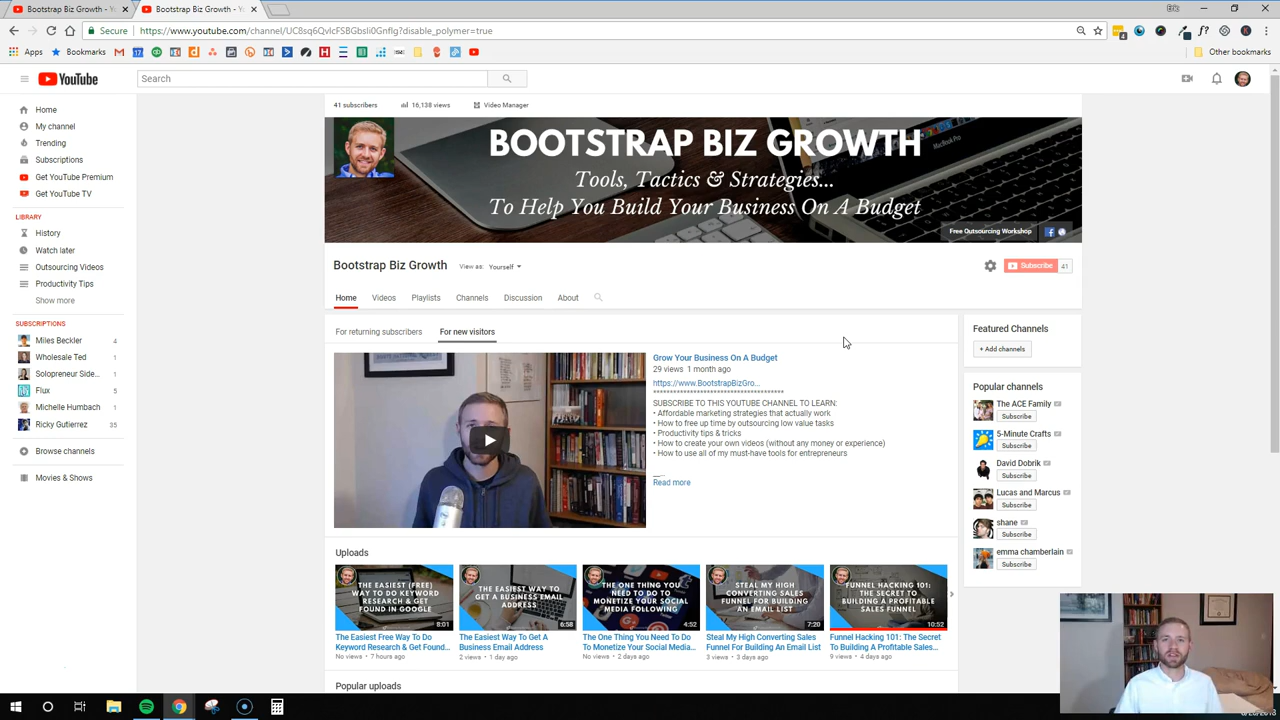 Bootstrap Biz Growth - Yo
Bootstrap Biz Growth - Yo
Eric
Secure
https://www.youtube.com/channel/UC8sq6QvlcFSBGbsli0Gnflg?disable_polymer=true
Apps
Bookmarks
Other bookmarks
YouTube
Search
Home
My channel
Trending
Subscriptions
Get YouTube Premium
Get YouTube TV
LIBRARY
History
Watch later
Outsourcing Videos
Productivity Tips
Show more
SUBSCRIPTIONS
Miles Beckler 4
Wholesale Ted 1
Solopreneur Side... 1
Flux 5
Michelle Humbach 1
Ricky Gutierrez 35
Browse channels
Movies & Shows
41 subscribers
16,138 views
Video Manager
BOOTSTRAP BIZ GROWTH
Tools, Tactics & Strategies...
To Help You Build Your Business On A Budget
Free Outsourcing Workshop
Bootstrap Biz Growth
View as: Yourself
Subscribe 41
Home
Videos
Playlists
Channels
Discussion
About
For returning subscribers
For new visitors
Grow Your Business On A Budget
29 views 1 month ago
https://www.BootstrapBizGro...
SUBSCRIBE TO THIS YOUTUBE CHANNEL TO LEARN:
• Affordable marketing strategies that actually work
• How to free up time by outsourcing low value tasks
• Productivity tips & tricks
• How to create your own videos (without any money or experience)
• How to use all of my must-have tools for entrepreneurs
__...
Read more
Uploads
THE EASIEST (FREE)
WAY TO DO KEYWORD
RESEARCH & GET
FOUND IN GOOGLE
8:01
The Easiest Free Way To Do
Keyword Research & Get Found...
No views • 7 hours ago
THE EASIEST WAY TO
GET A BUSINESS EMAIL
ADDRESS
6:58
The Easiest Way To Get A
Business Email Address
2 views • 1 day ago
THE ONE THING YOU
NEED TO DO TO
MONETIZE YOUR SOCIAL
MEDIA FOLLOWING
4:52
The One Thing You Need To Do
To Monetize Your Social Media...
No views • 2 days ago
STEAL MY HIGH
CONVERTING SALES
FUNNEL FOR BUILDING
AN EMAIL LIST
7:20
Steal My High Converting Sales
Funnel For Building An Email List
3 views • 3 days ago
FUNNEL HACKING 101:
THE SECRET TO
BUILDING A PROFITABLE
SALES FUNNEL
10:52
Funnel Hacking 101: The Secret
To Building A Profitable Sales...
9 views • 4 days ago
Popular uploads
Featured Channels
+ Add channels
Popular channels
The ACE Family
Subscribe
5-Minute Crafts
Subscribe
David Dobrik
Subscribe
Lucas and Marcus
Subscribe
shane
Subscribe
emma chamberlain
Subscribe